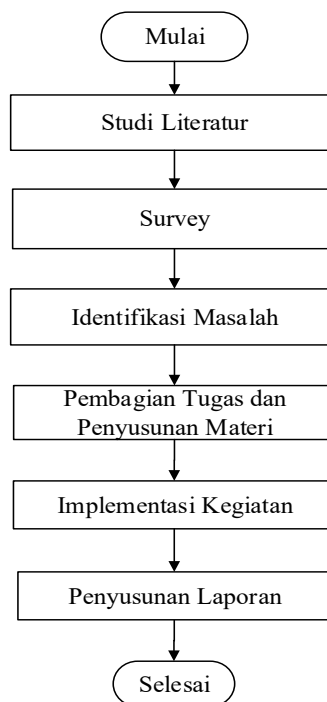 Mulai
Studi Literatur
Survey
Identifikasi Masalah
Pembagian Tugas dan
Penyusunan Materi
Implementasi Kegiatan
Penyusunan Laporan
Selesai